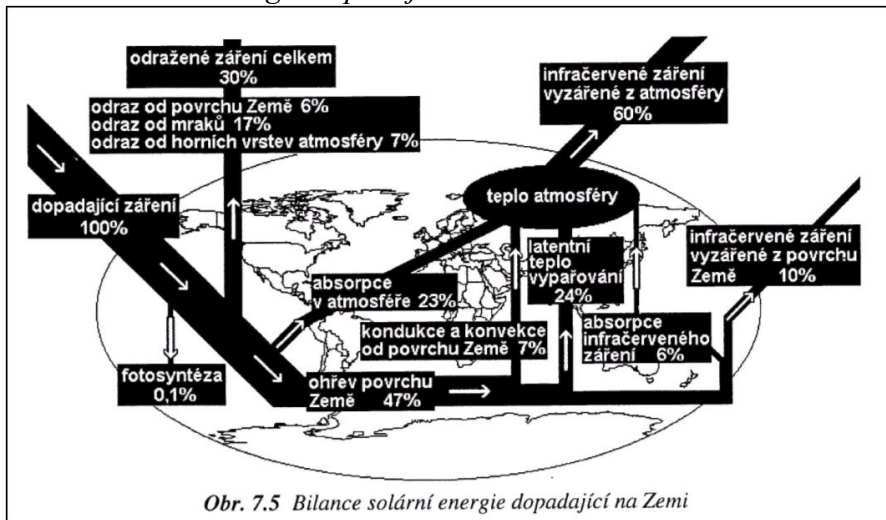 odražené záření celkem
30%
odraz od povrchu Země 6%
odraz od mraků 17%
odraz od horních vrstev atmosféry 7%
infračervené záření
vyzářené z atmosféry
60%
dopadající záření
100%
teplo atmosféry
infračervené záření
vyzářené z povrchu
Země 10%
latentní
teplo
vypařování
24%
absorpce
v atmosféře 23%
kondukce a konvekce
od povrchu Země 7%
absorpce
infračerveného
záření 6%
fotosyntéza
0,1%
ohřev povrchu
Země 47%
Obr. 7.5 Bilance solární energie dopadající na Zemi